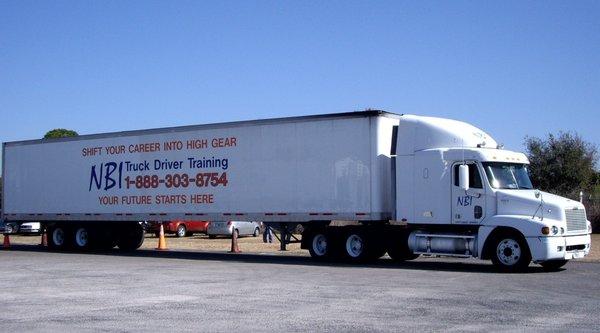 SHIFT YOUR CAREER INTO HIGH GEAR
NBI Truck Driver Training
1-888-303-8754
YOUR FUTURE STARTS HERE
NBI
NBI